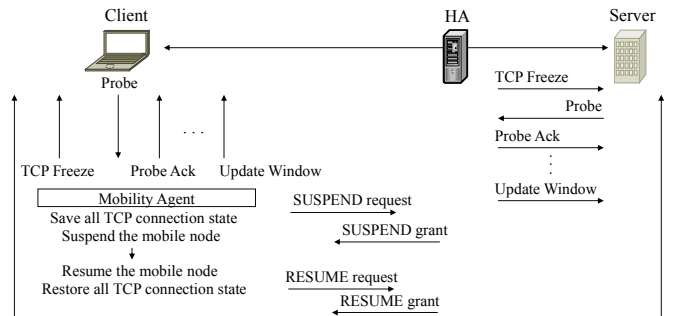 Client
HA
Server
Probe
TCP Freeze
Probe
Probe Ack
Update Window
. . .
TCP Freeze
Probe Ack
Update Window
Mobility Agent
Save all TCP connection state
Suspend the mobile node
Resume the mobile node
Restore all TCP connection state
SUSPEND request
SUSPEND grant
RESUME request
RESUME grant